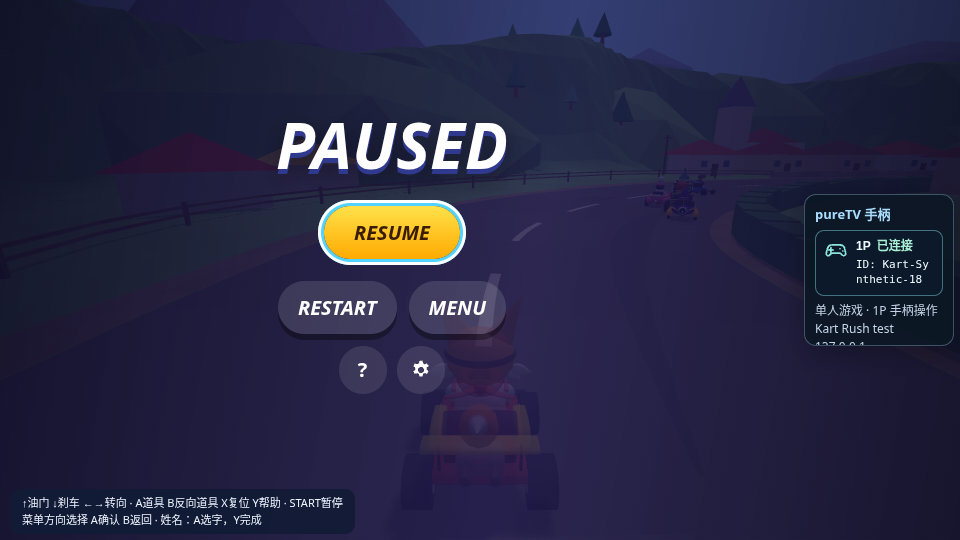 PAUSED
RESUME
RESTART MENU
?
pureTV 手柄
1P 已连接
ID: Kart-Sy
nthetic-18
单人游戏 · 1P 手柄操作
Kart Rush test
↑油门 ↓刹车 ←→转向 · A道具 B反向道具 X复位 Y帮助 · START暂停
菜单方向选择 A确认 B返回 · 姓名：A选字，Y完成